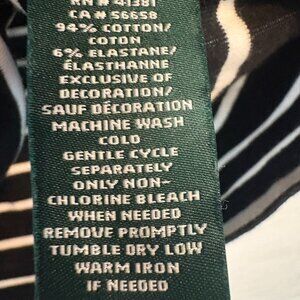 RN # 41381
CA # 56658
94% COTTON/
COTON
6% ELASTANE/
ÉLASTHANNE
EXCLUSIVE OF
DECORATION/
SAUF DÉCORATION
MACHINE WASH
COLD
GENTLE CYCLE
SEPARATELY
ONLY NON-
CHLORINE BLEACH
WHEN NEEDED
REMOVE PROMPTLY
TUMBLE DRY LOW
WARM IRON
IF NEEDED